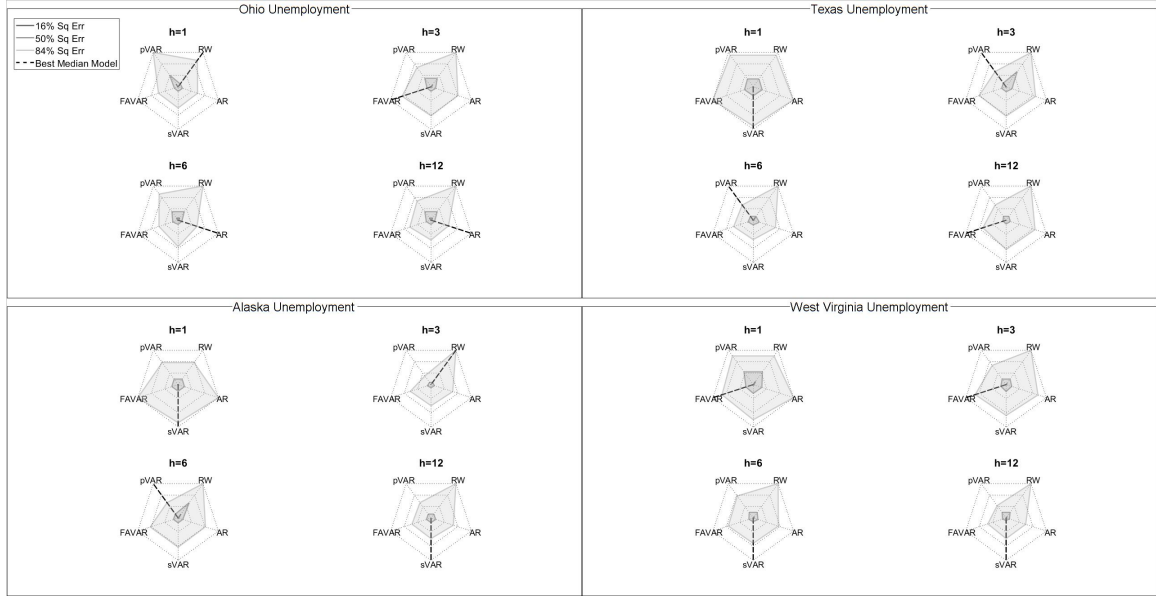 Ohio Unemployment
16% Sq Err
50% Sq Err
84% Sq Err
Best Median Model
h=1
pVAR RW
FAVAR AR
sVAR
h=3
pVAR RW
FAVAR AR
sVAR
h=6
pVAR RW
FAVAR AR
sVAR
h=12
pVAR RW
FAVAR AR
sVAR
Texas Unemployment
h=1
pVAR RW
FAVAR AR
sVAR
h=3
pVAR RW
FAVAR AR
sVAR
h=6
pVAR RW
FAVAR AR
sVAR
h=12
pVAR RW
FAVAR AR
sVAR
Alaska Unemployment
h=1
pVAR RW
FAVAR AR
sVAR
h=3
pVAR RW
FAVAR AR
sVAR
h=6
pVAR RW
FAVAR AR
sVAR
h=12
pVAR RW
FAVAR AR
sVAR
West Virginia Unemployment
h=1
pVAR RW
FAVAR AR
sVAR
h=3
pVAR RW
FAVAR AR
sVAR
h=6
pVAR RW
FAVAR AR
sVAR
h=12
pVAR RW
FAVAR AR
sVAR